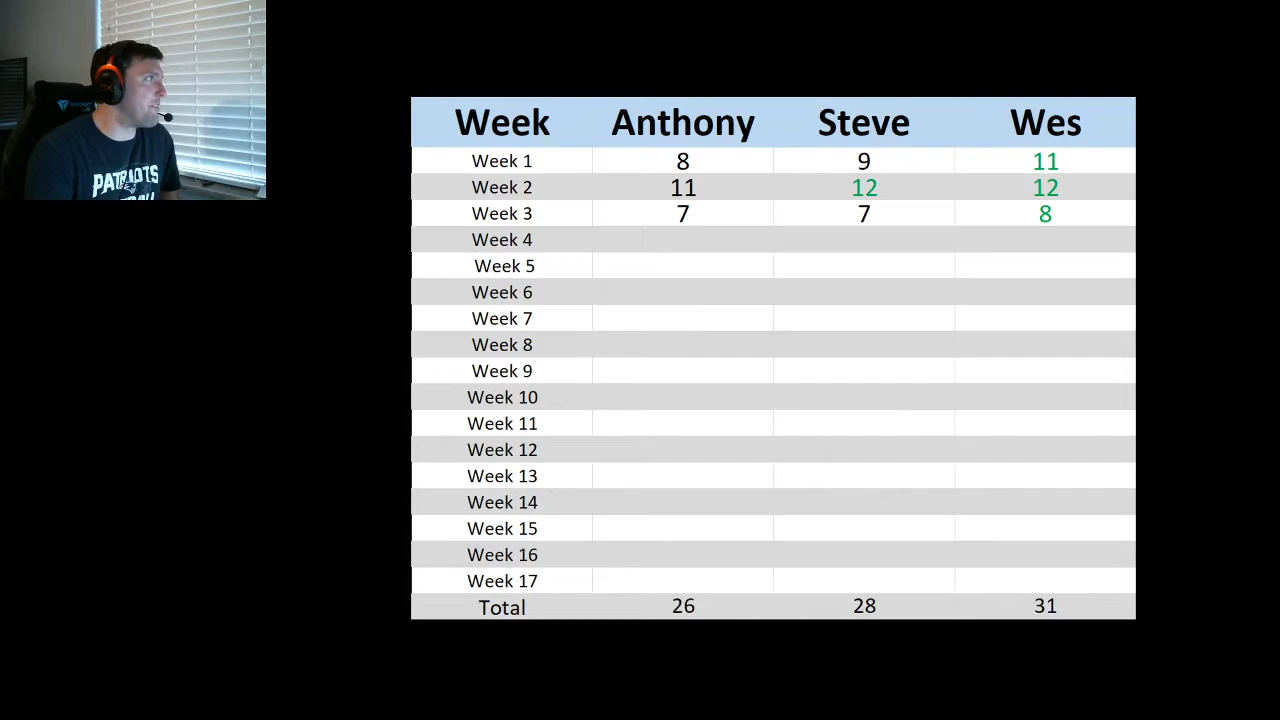 PATRIOTS
Week Anthony Steve Wes
Week 1 8 9 11
Week 2 11 12 12
Week 3 7 7 8
Week 4
Week 5
Week 6
Week 7
Week 8
Week 9
Week 10
Week 11
Week 12
Week 13
Week 14
Week 15
Week 16
Week 17
Total 26 28 31